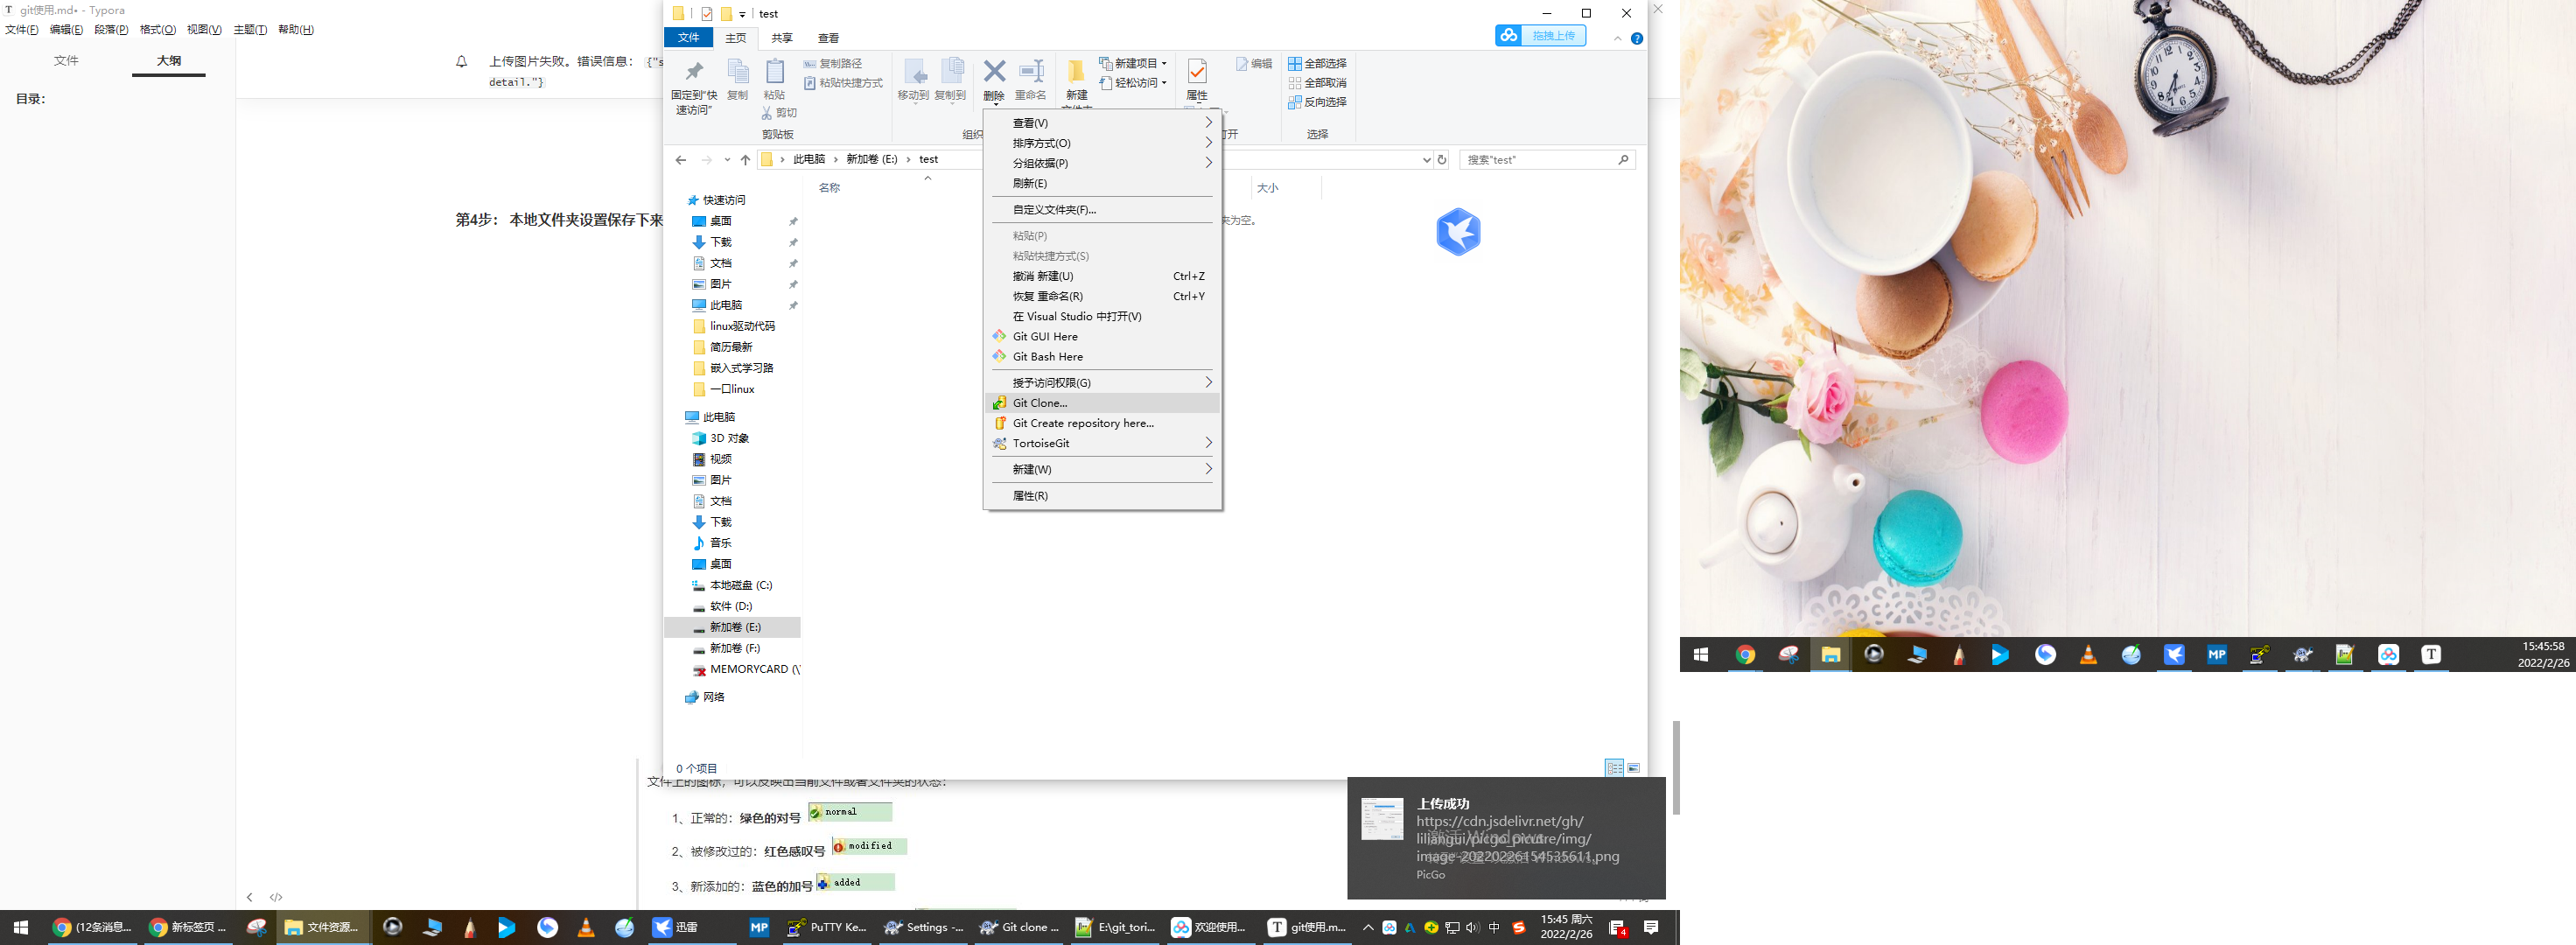 git使用.md• - Typora
文件(F) 编辑(E) 段落(P) 格式(O) 视图(V) 主题(T) 帮助(H)
文件 大纲
目录：
上传图片失败。错误信息： {"s
detail."}
第4步： 本地文件夹设置保存下来
test
文件 主页 共享 查看
拖拽上传
固定到"快
速访问"
复制
粘贴
复制路径
粘贴快捷方式
剪切
剪贴板
移动到 复制到
删除 重命名
组织
新建
新建项目
轻松访问
属性
编辑
打开
全部选择
全部取消
反向选择
选择
此电脑 › 新加卷 (E:) › test
搜索"test"
名称
大小
夹为空。
快速访问
桌面
下载
文档
图片
此电脑
linux驱动代码
简历最新
嵌入式学习路
一口linux
此电脑
3D 对象
视频
图片
文档
下载
音乐
桌面
本地磁盘 (C:)
软件 (D:)
新加卷 (E:)
新加卷 (F:)
MEMORYCARD (\
网络
0 个项目
查看(V)
排序方式(O)
分组依据(P)
刷新(E)
自定义文件夹(F)...
粘贴(P)
粘贴快捷方式(S)
撤消 新建(U) Ctrl+Z
恢复 重命名(R) Ctrl+Y
在 Visual Studio 中打开(V)
Git GUI Here
Git Bash Here
授予访问权限(G)
Git Clone...
Git Create repository here...
TortoiseGit
新建(W)
属性(R)
文件上的图标，可以反映出当前文件或者文件夹的状态：
1、正常的：绿色的对号 normal
2、被修改过的：红色感叹号 modified
3、新添加的：蓝色的加号 added
上传成功
https://cdn.jsdelivr.net/gh/
liliangui/picgo_picture/img/
image-20220226154535611.png
PicGo
激活 Windows
(12条消息... 新标签页 ... 文件资源... 迅雷 MP PuTTY Ke... Settings -... Git clone ... E:\git_tori... 欢迎使用... git使用.m... 中
15:45 周六
2022/2/26
4
MP
15:45:58
2022/2/26